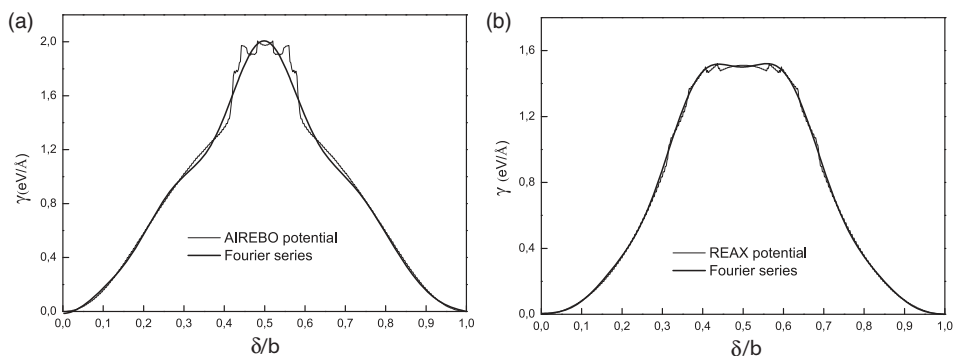 (a)
2,0
1,6
1,2
0,8
0,4
0,0
γ(eV/Å)
AIREBO potential
Fourier series
0,0 0,1 0,2 0,3 0,4 0,5 0,6 0,7 0,8 0,9 1,0
δ/b
(b)
1,6
1,2
0,8
0,4
0,0
γ (eV/Å)
REAX potential
Fourier series
0,0 0,1 0,2 0,3 0,4 0,5 0,6 0,7 0,8 0,9 1,0
δ/b